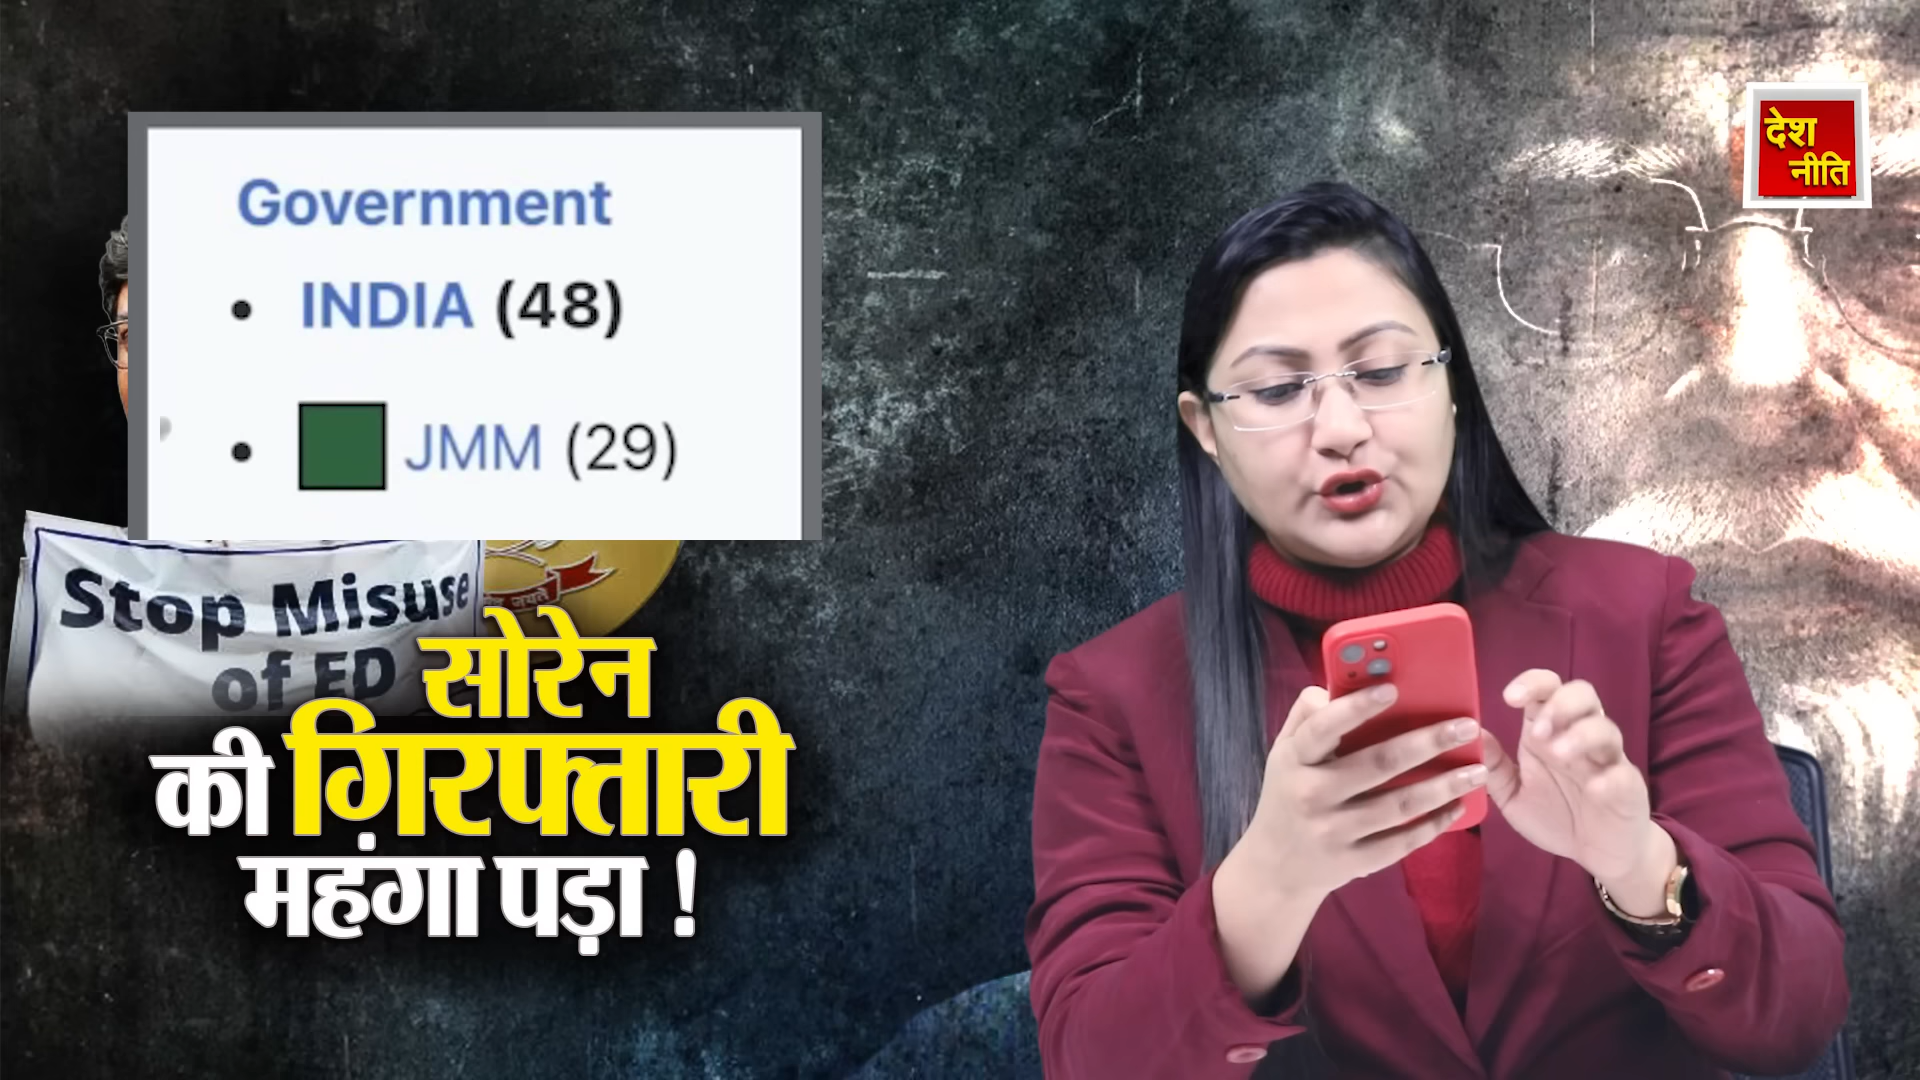 Government
• INDIA (48)
• JMM (29)
देश
नीति
Stop Misuse
of ED
सोरेन
की गिरफ्तारी
महंगा पड़ा !